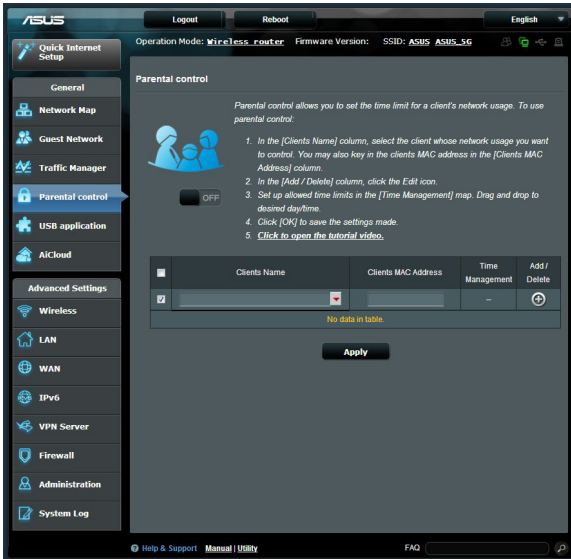 ASUS
Logout
Reboot
English
Quick Internet
Setup
Operation Mode: Wireless router Firmware Version: SSID: ASUS ASUS_5G
General
Network Map
Guest Network
Traffic Manager
Parental control
USB application
AiCloud
Advanced Settings
Wireless
LAN
WAN
IPv6
VPN Server
Firewall
Administration
System Log
Parental control
Parental control allows you to set the time limit for a client's network usage. To use
parental control:
1. In the [Clients Name] column, select the client whose network usage you want
to control. You may also key in the clients MAC address in the [Clients MAC
Address] column.
2. In the [Add / Delete] column, click the Edit icon.
3. Set up allowed time limits in the [Time Management] map. Drag and drop to
desired day/time.
4. Click [OK] to save the settings made.
5. Click to open the tutorial video.
OFF
Clients Name
Clients MAC Address
Time
Management
Add /
Delete
--
No data in table.
Apply
Help & Support Manual | Utility
FAQ